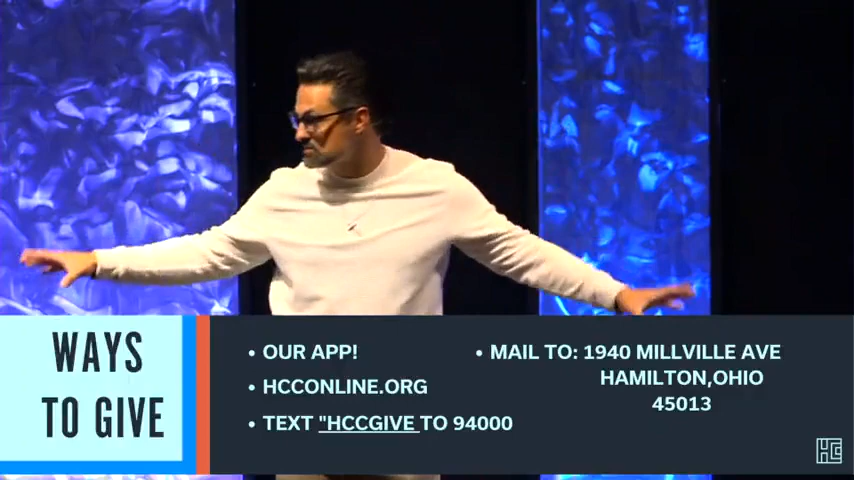 WAYS
TO GIVE
• OUR APP!
• HCCONLINE.ORG
• TEXT "HCCGIVE TO 94000
• MAIL TO: 1940 MILLVILLE AVE
HAMILTON,OHIO
45013
HCC